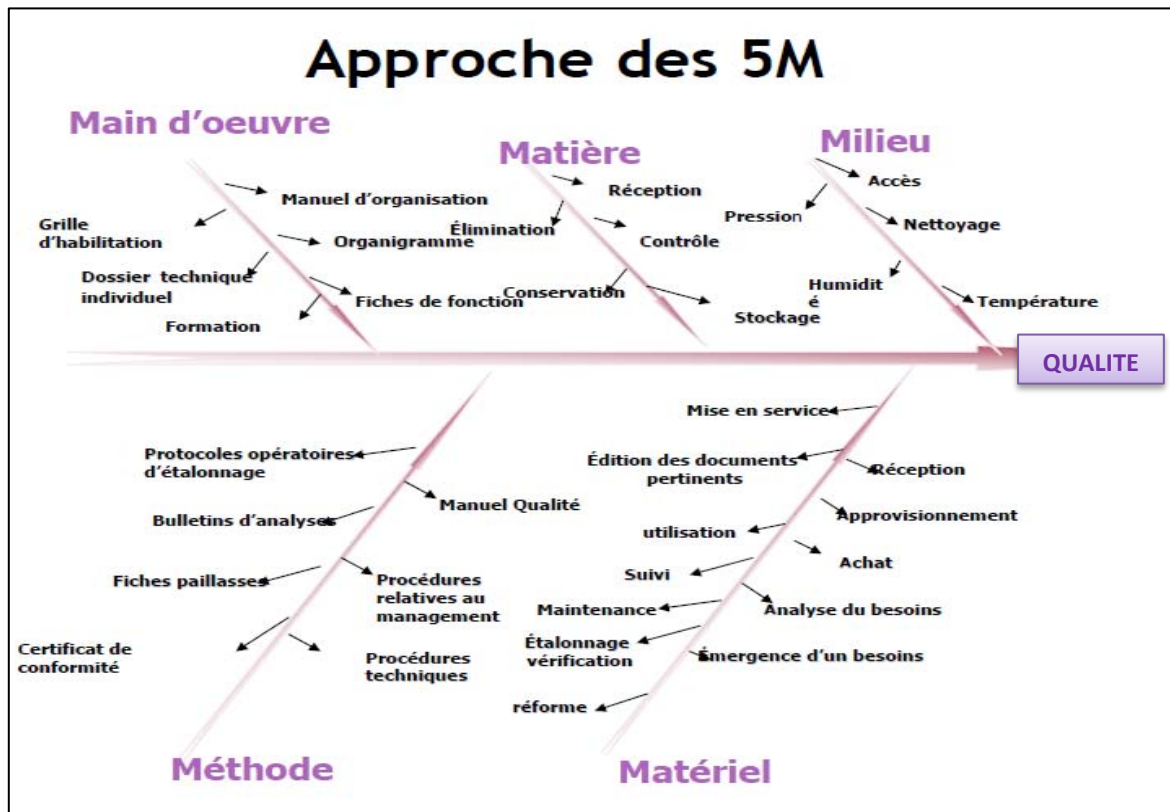 Approche des 5M
Main d'oeuvre
Manuel d'organisation
Grille
d'habilitation
Organigramme
Dossier technique
individuel
Fiches de fonction
Formation
Matière
Réception
Élimination
Contrôle
Conservation
Stockage
Milieu
Accès
Pression
Nettoyage
Humidit
é
Température
QUALITE
Protocoles opératoires
d'étalonnage
Manuel Qualité
Bulletins d'analyses
Fiches paillasses
Procédures
relatives au
management
Certificat de
conformité
Procédures
techniques
Méthode
Mise en service
Édition des documents
pertinents
Réception
Approvisionnement
utilisation
Achat
Suivi
Analyse du besoins
Maintenance
Étalonnage
vérification
Émergence d'un besoins
réforme
Matériel